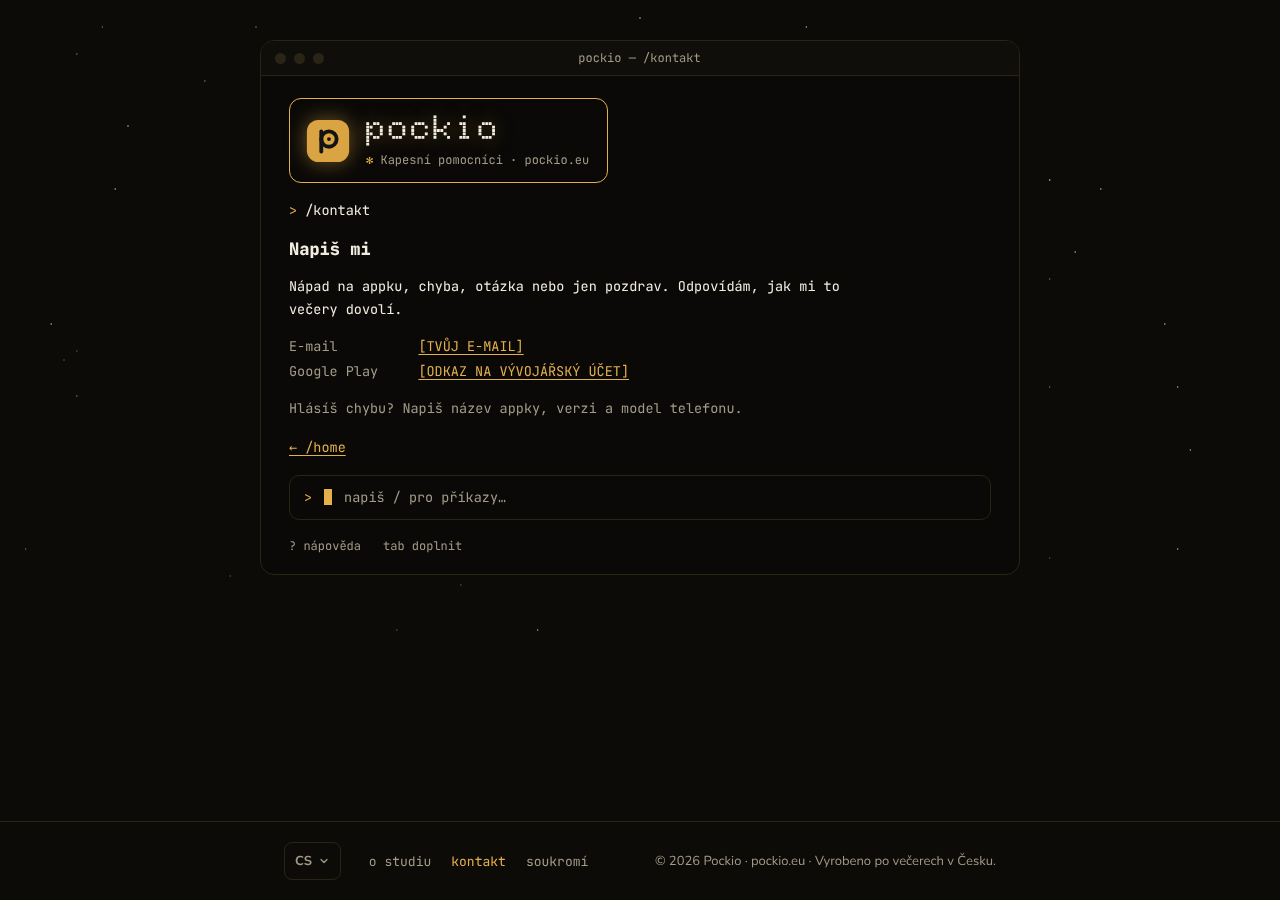 pockio — /kontakt
pockio
✻ Kapesní pomocníci · pockio.eu
> /kontakt
Napiš mi
Nápad na appku, chyba, otázka nebo jen pozdrav. Odpovídám, jak mi to
večery dovolí.
E-mail [TVŮJ E-MAIL]
Google Play [ODKAZ NA VÝVOJÁŘSKÝ ÚČET]
Hlásíš chybu? Napiš název appky, verzi a model telefonu.
← /home
> napiš / pro příkazy…
? nápověda tab doplnit
CS o studiu kontakt soukromí © 2026 Pockio · pockio.eu · Vyrobeno po večerech v Česku.